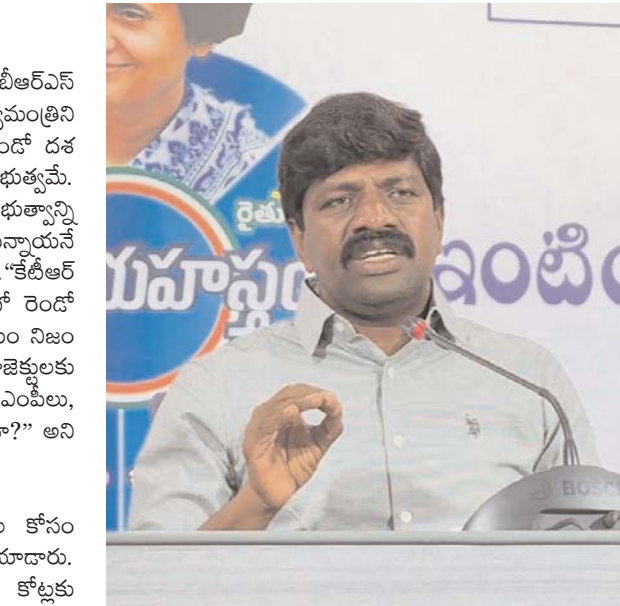 బీఆర్ఎస్
మంత్రిని
దశ
భుత్వమే.
భుత్వాన్ని
న్నాయనే
“కేటీఆర్
రెండో
నిజం
జెక్టులకు
ఎంపీలు,
అని
కోసం
యాడారు.
కోట్లకు
రైతు
యహస్తం
ఇంటిం
BOSCH